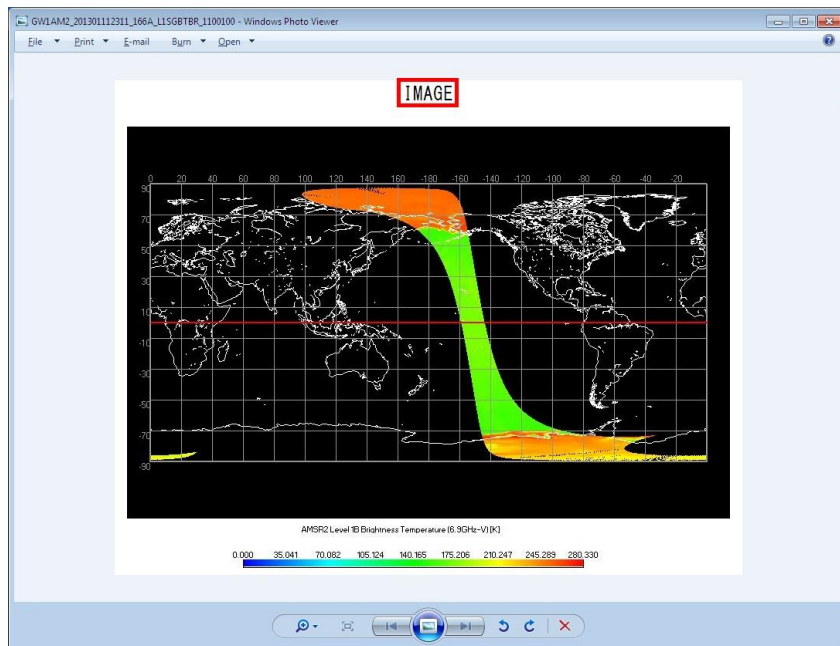 GW1AM2_201301112311_166A_L1SGBTBR_1100100 - Windows Photo Viewer
File Print E-mail Burn Open
IMAGE
0 20 40 60 80 100 120 140 160 -180 -160 -140 -120 -100 -80 -60 -40 -20
90
70
50
30
10
-10
-30
-50
-70
-90
AMSR2 Level 1B Brightness Temperature (6.9GHz-V) [K]
0.000 35.041 70.082 105.124 140.165 175.206 210.247 245.289 280.330